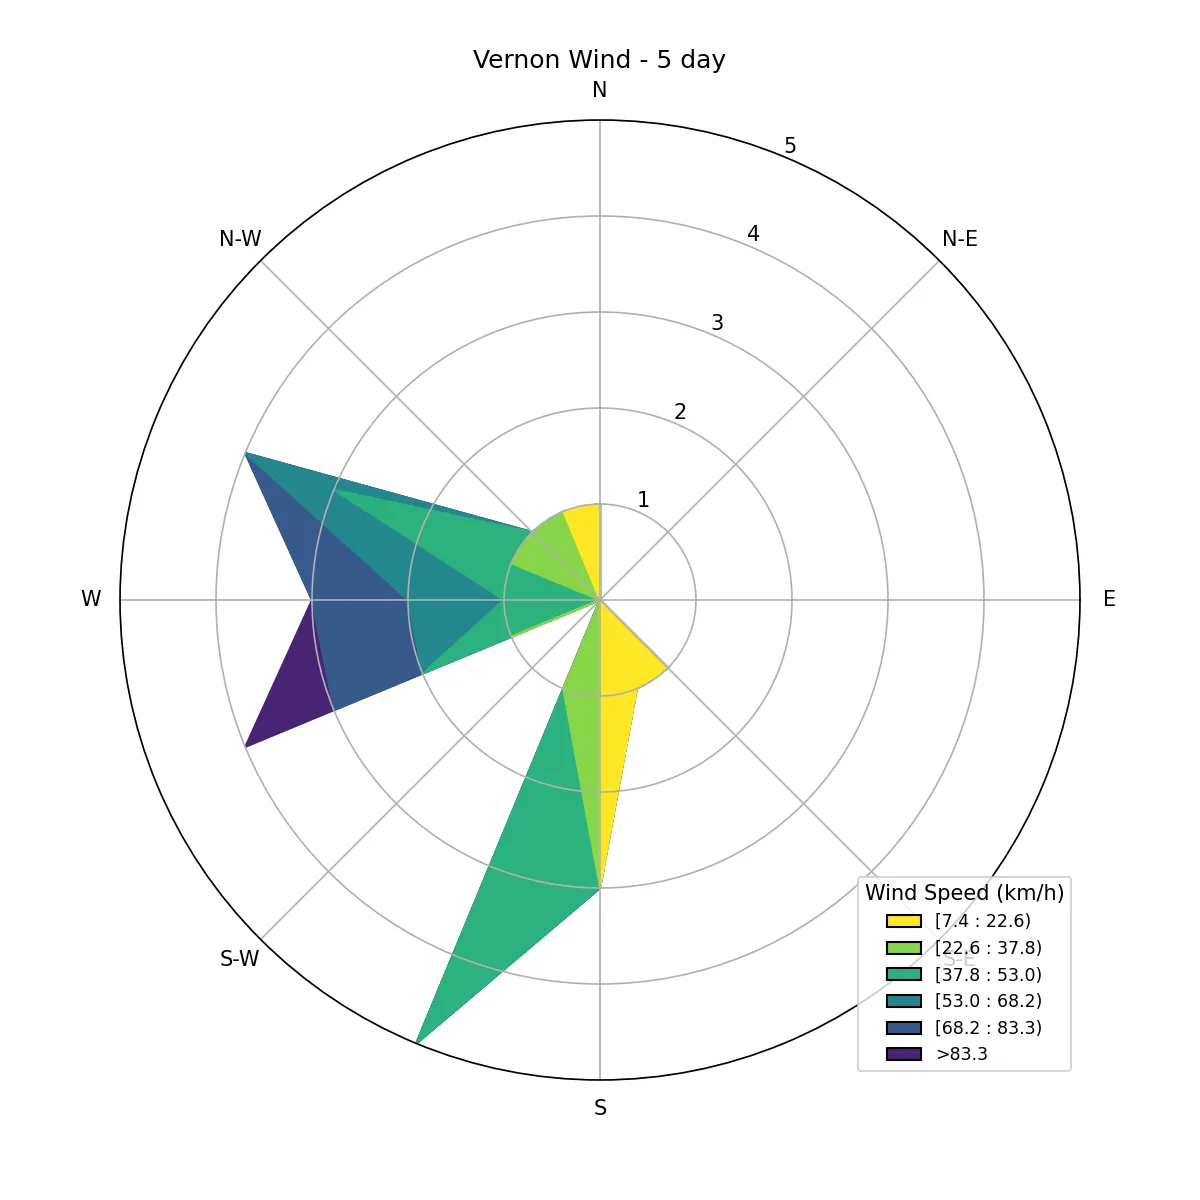 Vernon Wind - 5 day
N
5
N-W
N-E
4
3
2
1
W
E
S-W
S-E
S
Wind Speed (km/h)
[7.4 : 22.6)
[22.6 : 37.8)
[37.8 : 53.0)
[53.0 : 68.2)
[68.2 : 83.3)
>83.3